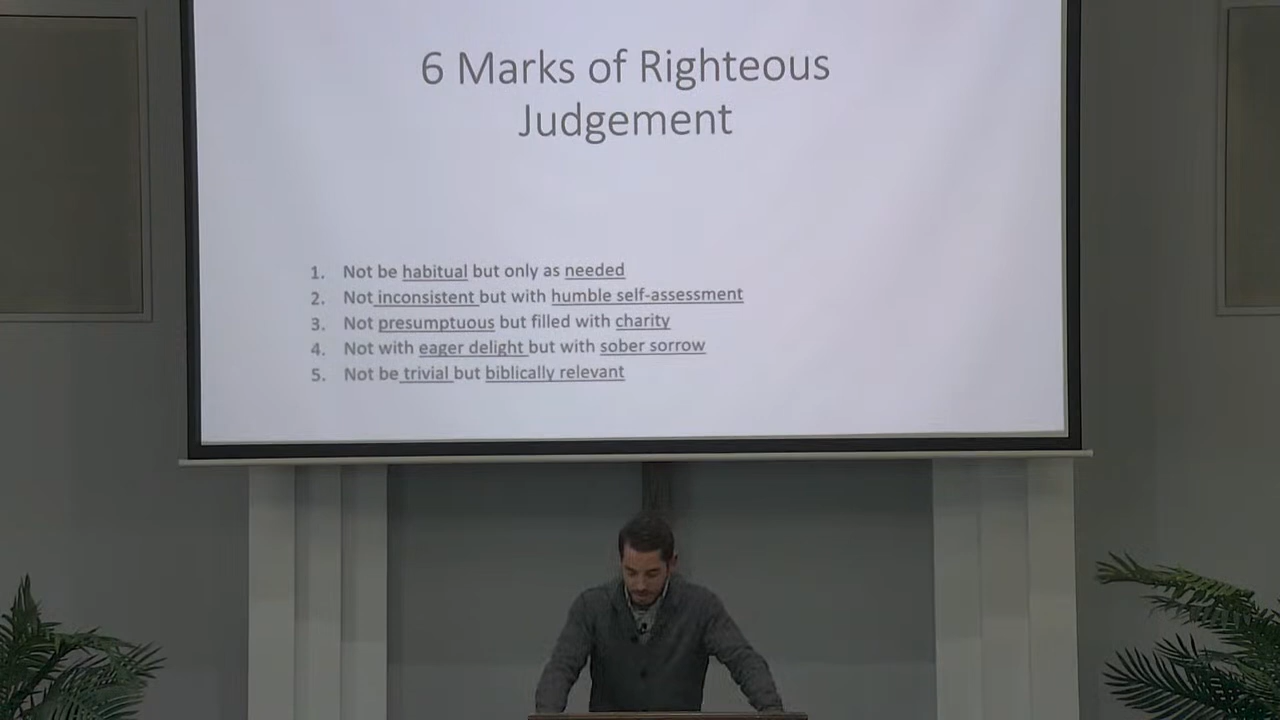 6 Marks of Righteous
Judgement
1. Not be habitual but only as needed
2. Not inconsistent but with humble self-assessment
3. Not presumptuous but filled with charity
4. Not with eager delight but with sober sorrow
5. Not be trivial but biblically relevant